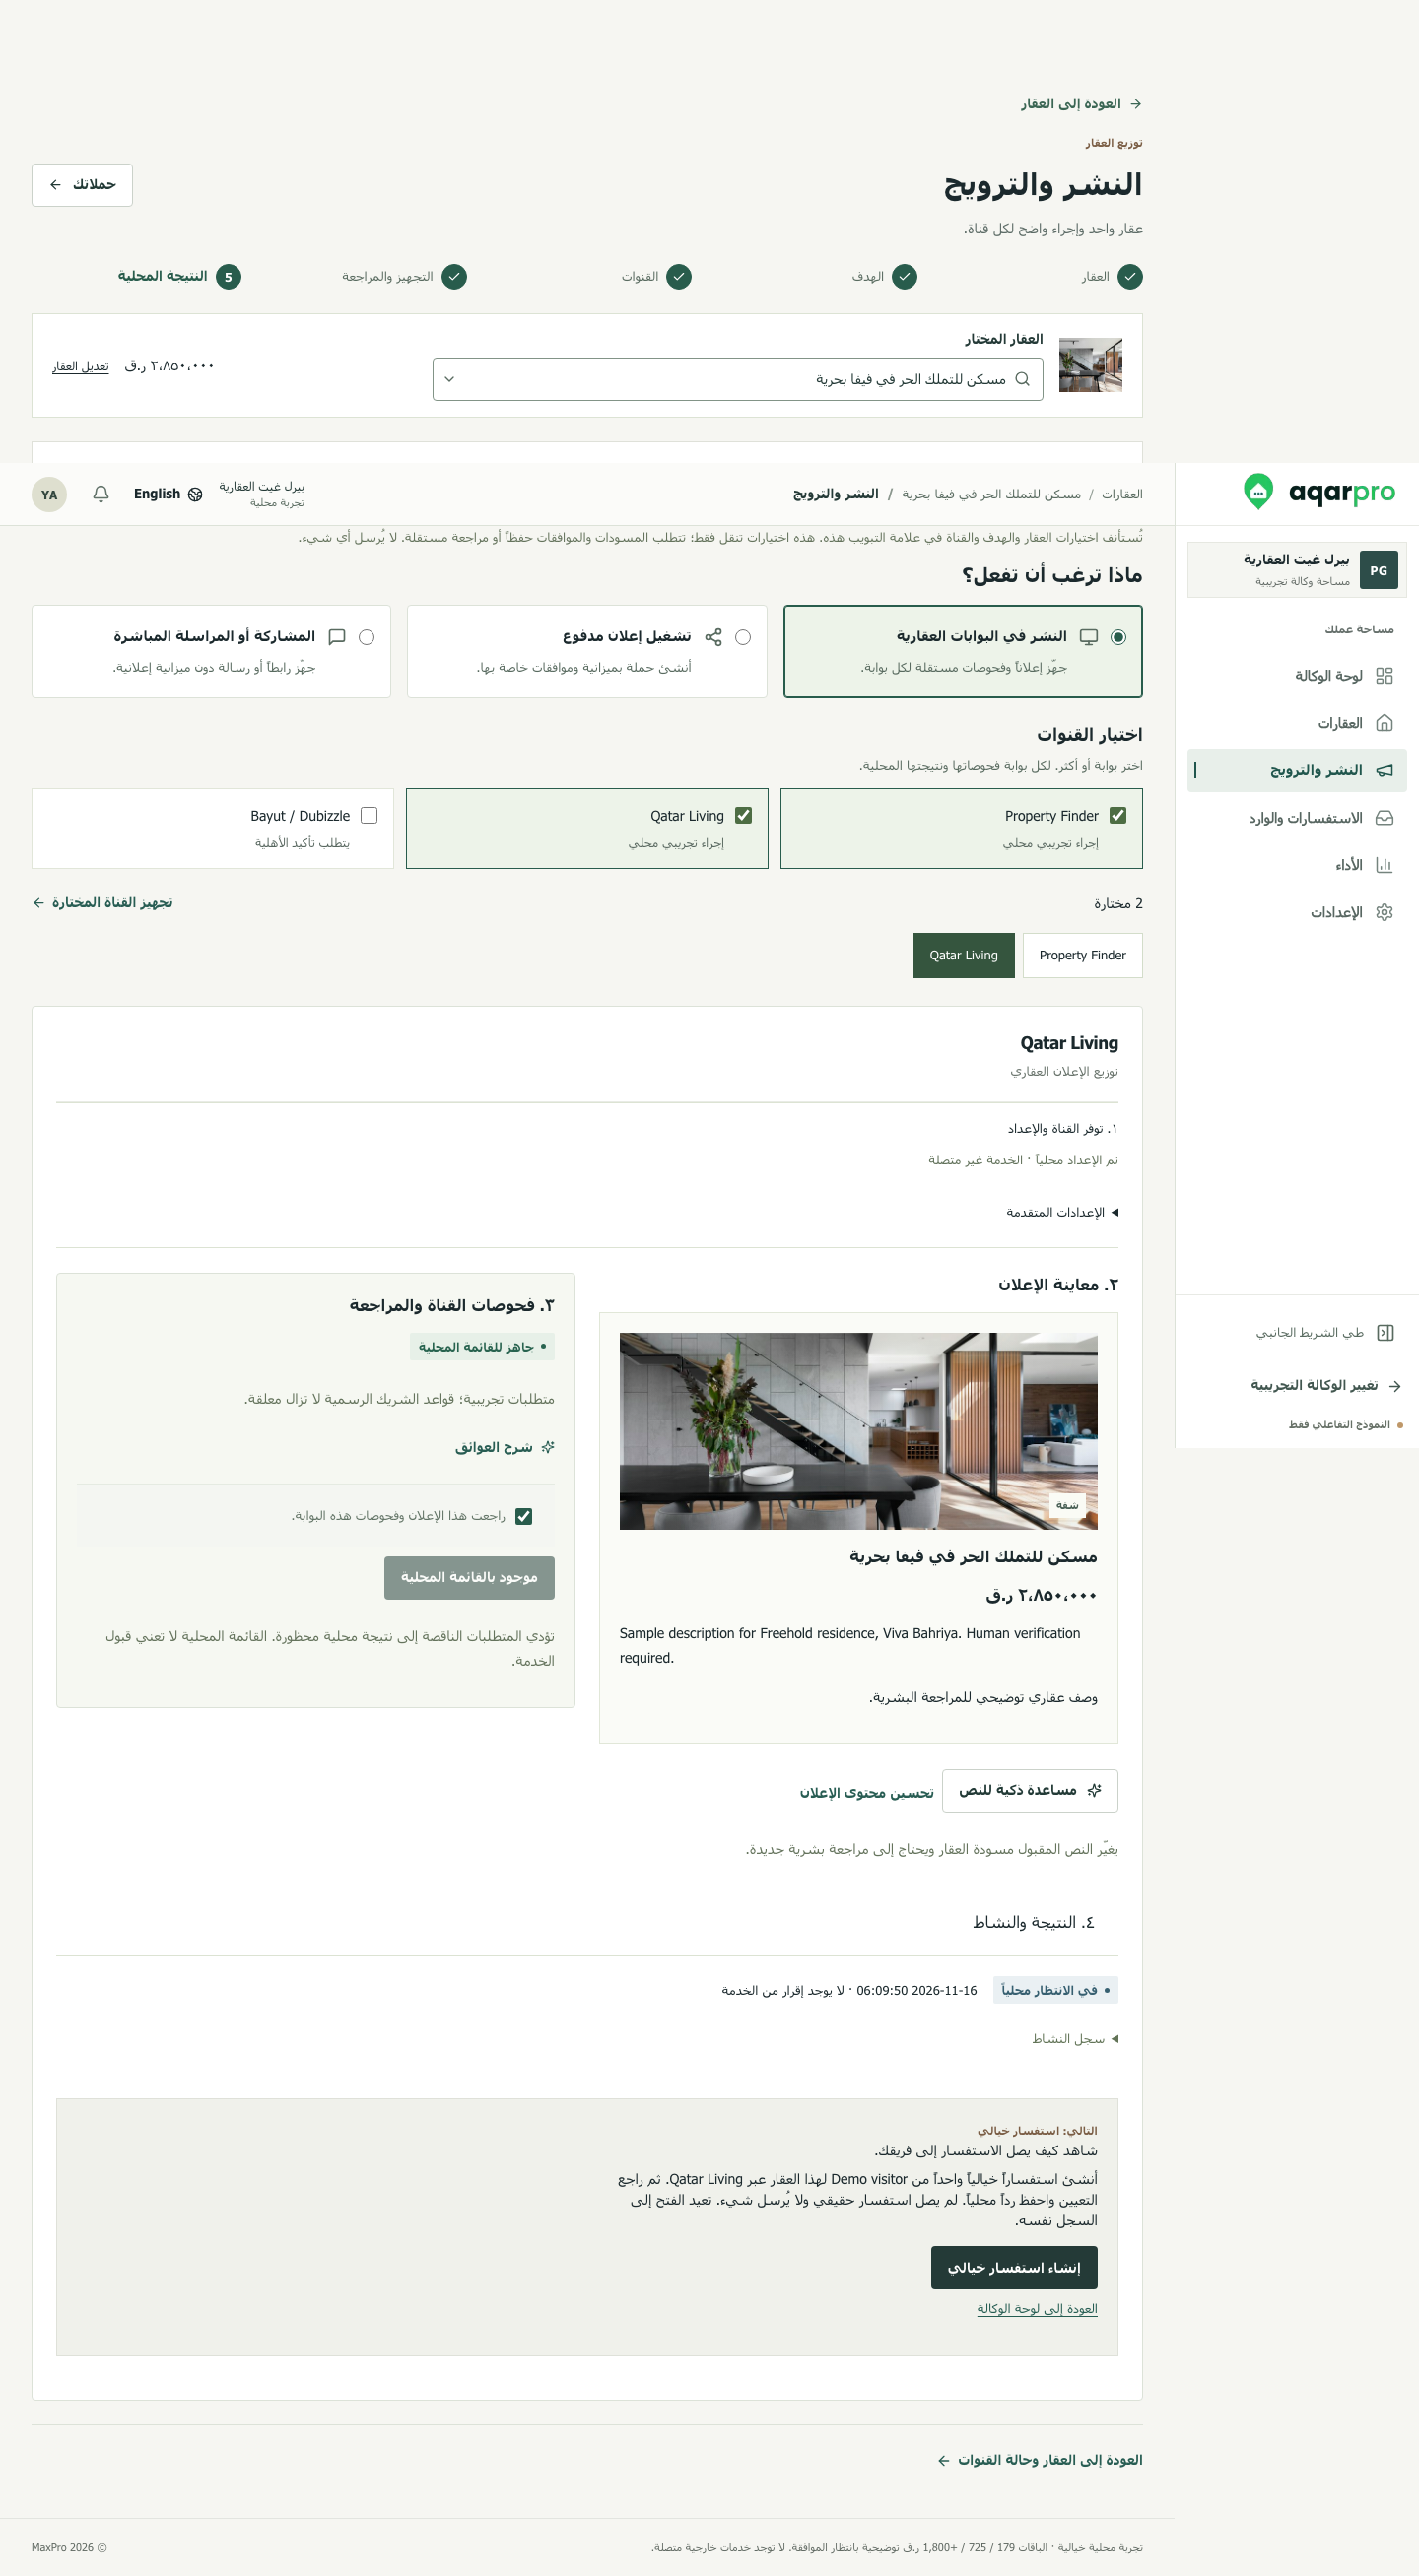 العودة إلى العقار
توزيع العقار
النشر والترويج
حملاتك
عقار واحد وإجراء واضح لكل قناة.
العقار
الهدف
القنوات
التجهيز والمراجعة
5 النتيجة المحلية
العقار المختار
مسكن للتملك الحر في فيفا بحرية
٢،٨٥٠،٠٠٠ ر.ق
تعديل العقار
aqarpro
العقارات / مسكن للتملك الحر في فيفا بحرية / النشر والترويج
بيرل غيت العقارية
تجربة محلية
English
YA
PG
بيرل غيت العقارية
مساحة وكالة تجريبية
مساحة عملك
لوحة الوكالة
العقارات
النشر والترويج
الاستفسارات والوارد
الأداء
الإعدادات
طي الشريط الجانبي
تغيير الوكالة التجريبية
النموذج التفاعلي فقط
تُستأنف اختيارات العقار والهدف والقناة في علامة التبويب هذه. هذه اختيارات تنقل فقط؛ تتطلب المسودات والموافقات حفظاً أو مراجعة مستقلة. لا يُرسل أي شيء.
ماذا ترغب أن تفعل؟
النشر في البوابات العقارية
جهّز إعلاناً وفحوصات مستقلة لكل بوابة.
تشغيل إعلان مدفوع
أنشئ حملة بميزانية وموافقات خاصة بها.
المشاركة أو المراسلة المباشرة
جهّز رابطاً أو رسالة دون ميزانية إعلانية.
اختيار القنوات
اختر بوابة أو أكثر. لكل بوابة فحوصاتها ونتيجتها المحلية.
Property Finder
إجراء تجريبي محلي
Qatar Living
إجراء تجريبي محلي
Bayut / Dubizzle
يتطلب تأكيد الأهلية
2 مختارة
تجهيز القناة المختارة
Property Finder
Qatar Living
Qatar Living
توزيع الإعلان العقاري
١. توفر القناة والإعداد
تم الإعداد محلياً · الخدمة غير متصلة
الإعدادات المتقدمة
٢. معاينة الإعلان
شقة
مسكن للتملك الحر في فيفا بحرية
٢،٨٥٠،٠٠٠ ر.ق
Sample description for Freehold residence, Viva Bahriya. Human verification
required.
وصف عقاري توضيحي للمراجعة البشرية.
٣. فحوصات القناة والمراجعة
جاهز للقائمة المحلية
متطلبات تجريبية؛ قواعد الشريك الرسمية لا تزال معلقة.
شرح العوائق
راجعت هذا الإعلان وفحوصات هذه البوابة.
موجود بالقائمة المحلية
تؤدي المتطلبات الناقصة إلى نتيجة محلية محظورة. القائمة المحلية لا تعني قبول
الخدمة.
مساعدة ذكية للنص
تحسين محتوى الإعلان
يغيّر النص المقبول مسودة العقار ويحتاج إلى مراجعة بشرية جديدة.
٤. النتيجة والنشاط
في الانتظار محلياً
2026-11-16 06:09:50 · لا يوجد إقرار من الخدمة
سجل النشاط
التالي: استفسار خيالي
شاهد كيف يصل الاستفسار إلى فريقك.
أنشئ استفساراً خيالياً واحداً من Demo visitor لهذا العقار عبر Qatar Living. ثم راجع
التعيين واحفظ رداً محلياً. لم يصل استفسار حقيقي ولا يُرسل شيء. تعيد الفتح إلى
السجل نفسه.
إنشاء استفسار خيالي
العودة إلى لوحة الوكالة
العودة إلى العقار وحالة القنوات
تجربة محلية خيالية · الباقات 179 / 725 / 1,800+ ر.ق توضيحية بانتظار الموافقة. لا توجد خدمات خارجية متصلة.
© 2026 MaxPro